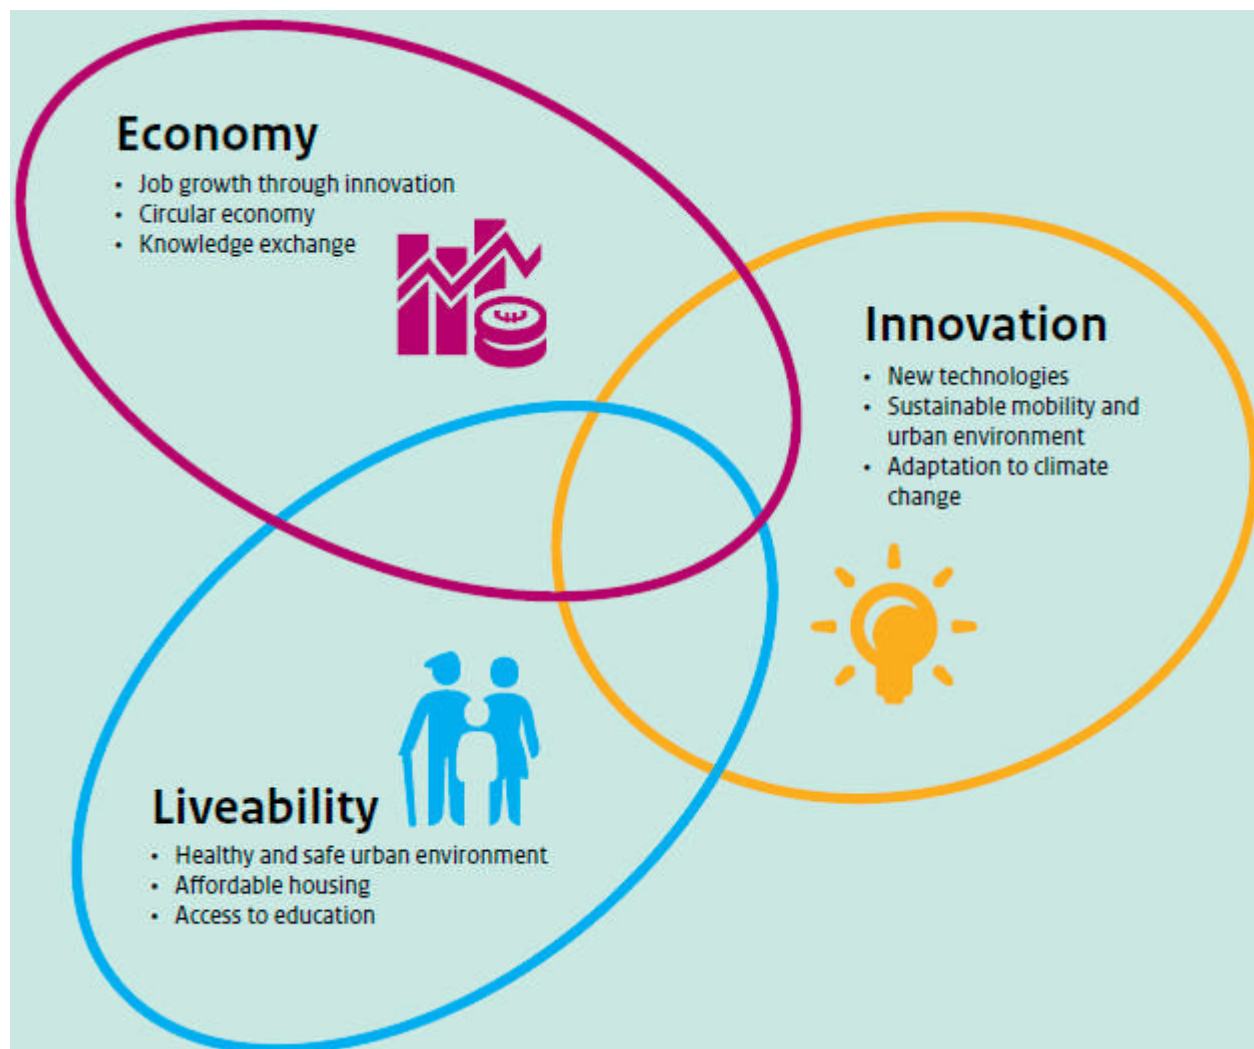 Economy
• Job growth through innovation
• Circular economy
• Knowledge exchange
Innovation
• New technologies
• Sustainable mobility and
urban environment
• Adaptation to climate
change
Liveability
• Healthy and safe urban environment
• Affordable housing
• Access to education